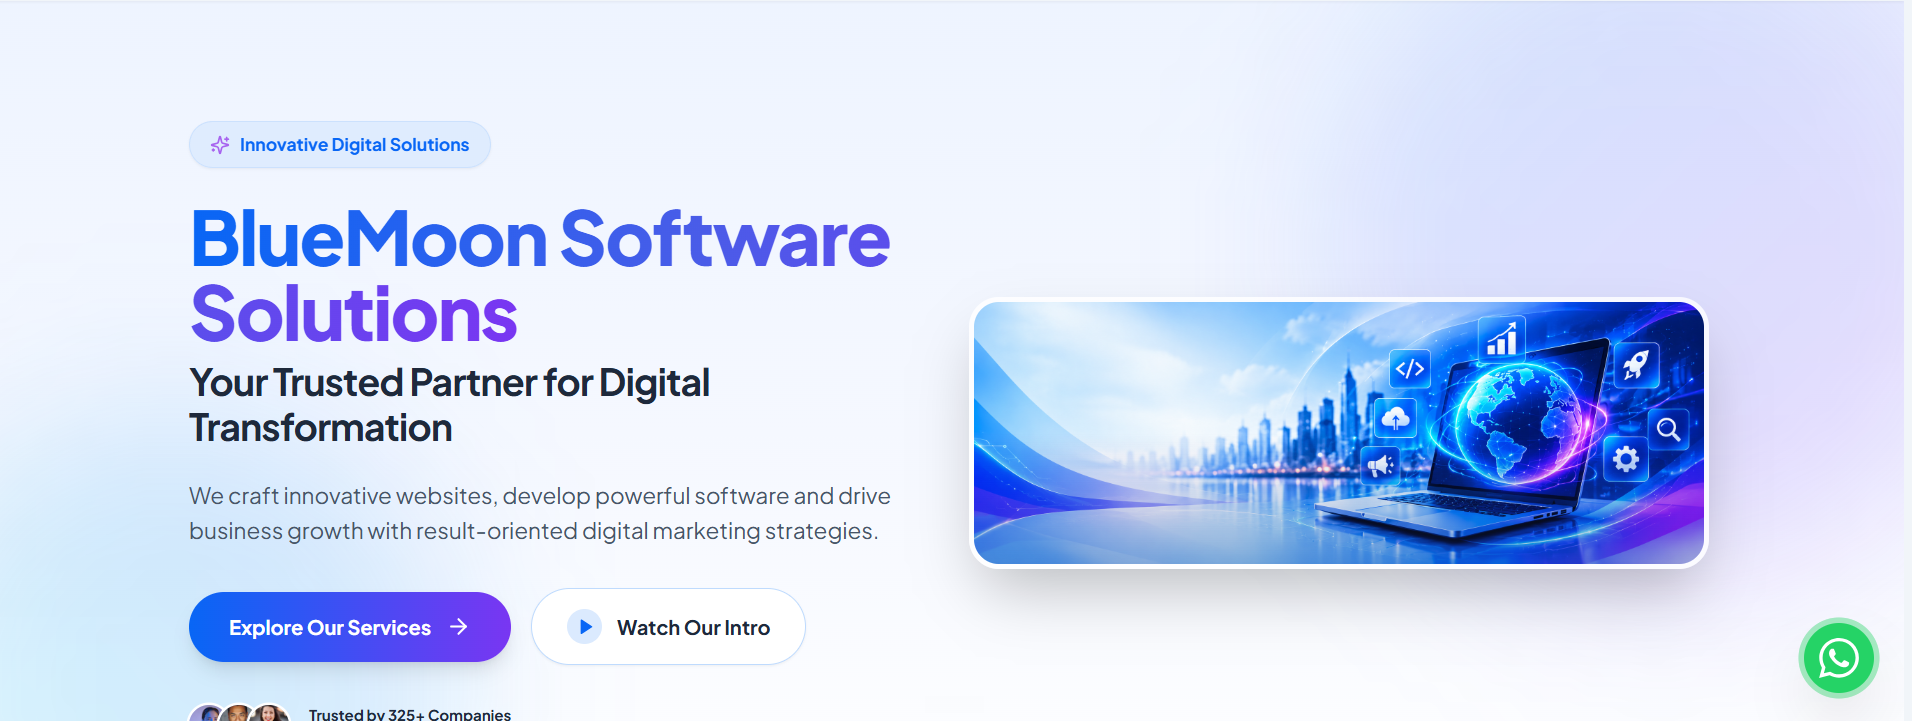 Innovative Digital Solutions
BlueMoon Software
Solutions
Your Trusted Partner for Digital
Transformation
We craft innovative websites, develop powerful software and drive
business growth with result-oriented digital marketing strategies.
Explore Our Services
Watch Our Intro
Trusted by 325+ Companies